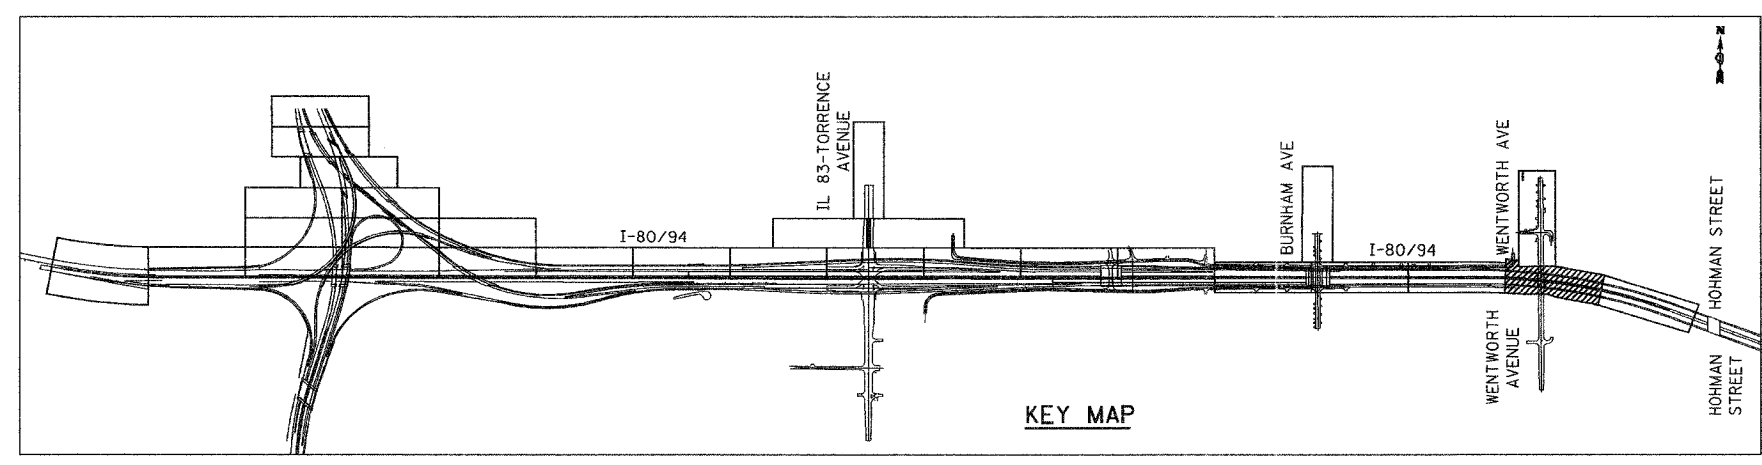 N
IL 83-TORRENCE
AVENUE
I-80/94
BURNHAM AVE
I-80/94
WENTWORTH AVE
WENTWORTH
AVENUE
HOHMAN STREET
HOHMAN
STREET
KEY MAP